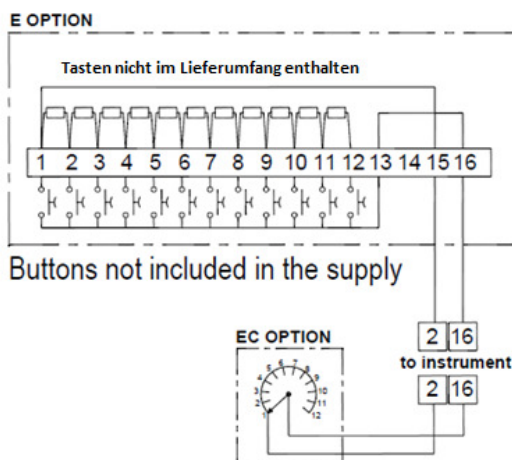 E OPTION
Tasten nicht im Lieferumfang enthalten
1 2 3 4 5 6 7 8 9 10 11 12 13 14 15 16
Buttons not included in the supply
2 16
EC OPTION
to instrument
2 16
1 2 3 4 5 6 7 8 9 10 11 12